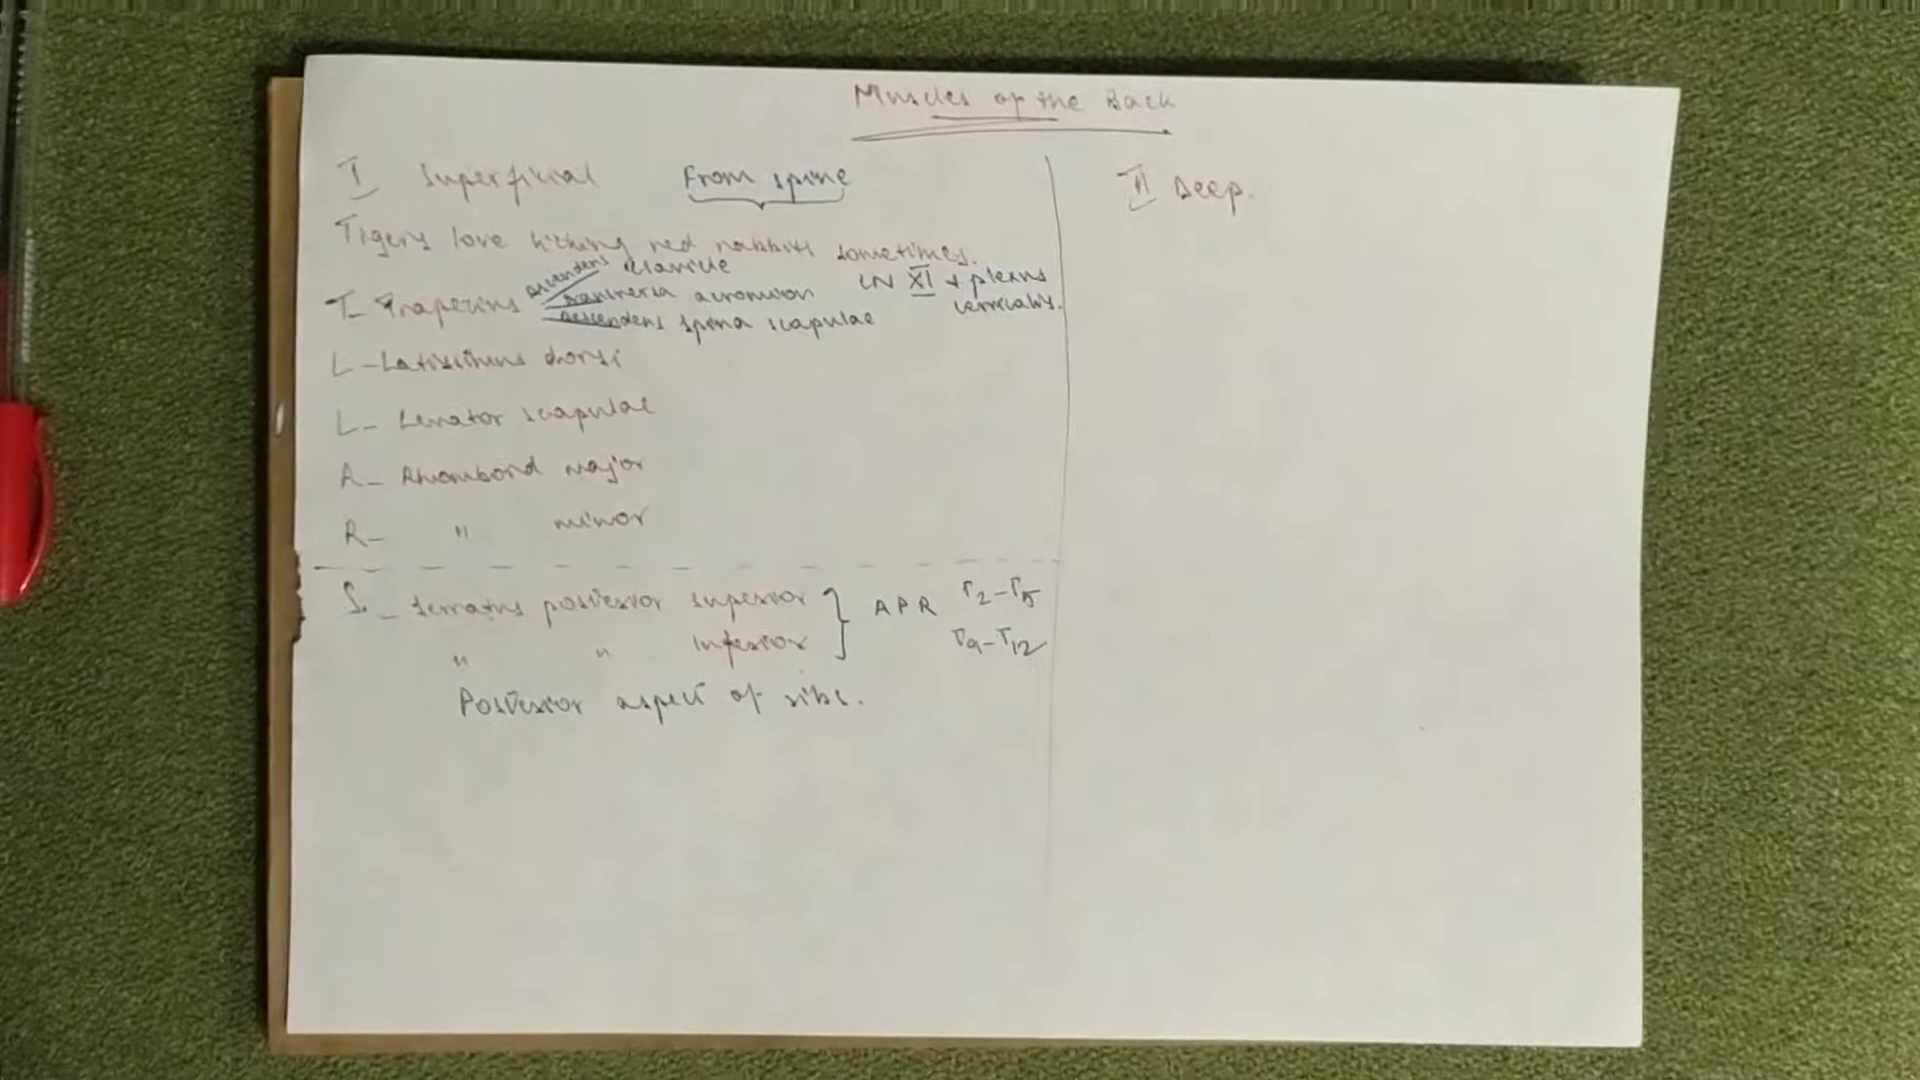 Muscles of the Back
I Superficial From spine
Tigers love kicking red rabbits sometimes.
Ascendens clavicle
T- Trapezius transversa acromion CN XI + plexus
Descendens spina scapulae cervicalis.
L - Latissimus dorsi
L - Levator scapulae
R - Rhomboid major
R - " minor
S. - Serratus posterior superior } APR T2-T5
" " Inferior T9-T12
Posterior aspect of ribs.
II Deep.